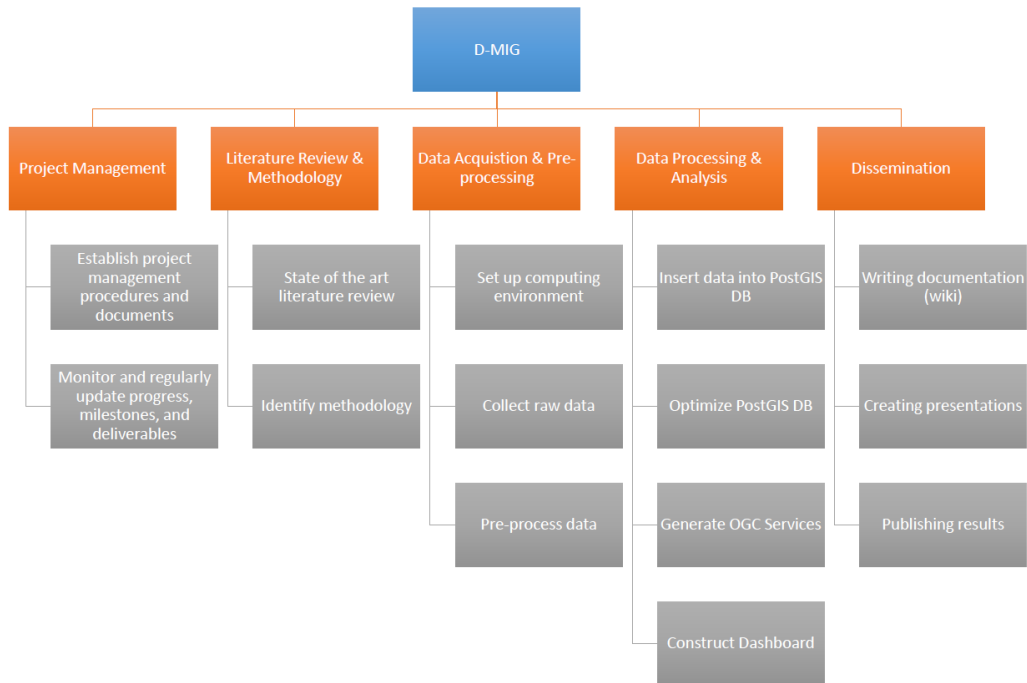 D-MIG
Project Management
Literature Review &
Methodology
Data Acquistion & Pre-
processing
Data Processing &
Analysis
Dissemination
Establish project
management
procedures and
documents
Monitor and regularly
update progress,
milestones, and
deliverables
State of the art
literature review
Identify methodology
Set up computing
environment
Collect raw data
Pre-process data
Insert data into PostGIS
DB
Optimize PostGIS DB
Generate OGC Services
Construct Dashboard
Writing documentation
(wiki)
Creating presentations
Publishing results